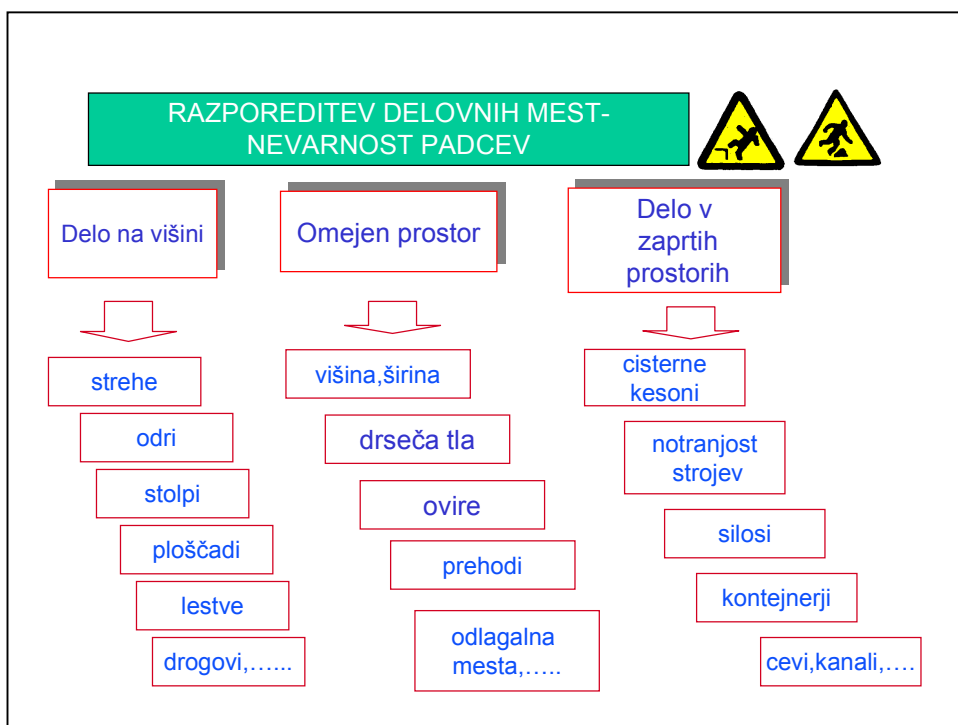 RAZPOREDITEV DELOVNIH MEST-
NEVARNOST PADCEV
Delo na višini
strehe
odri
stolpi
ploščadi
lestve
drogovi,…...
Omejen prostor
višina,širina
drseča tla
ovire
prehodi
odlagalna
mesta,…..
Delo v
zaprtih
prostorih
cisterne
kesoni
notranjost
strojev
silosi
kontejnerji
cevi,kanali,….